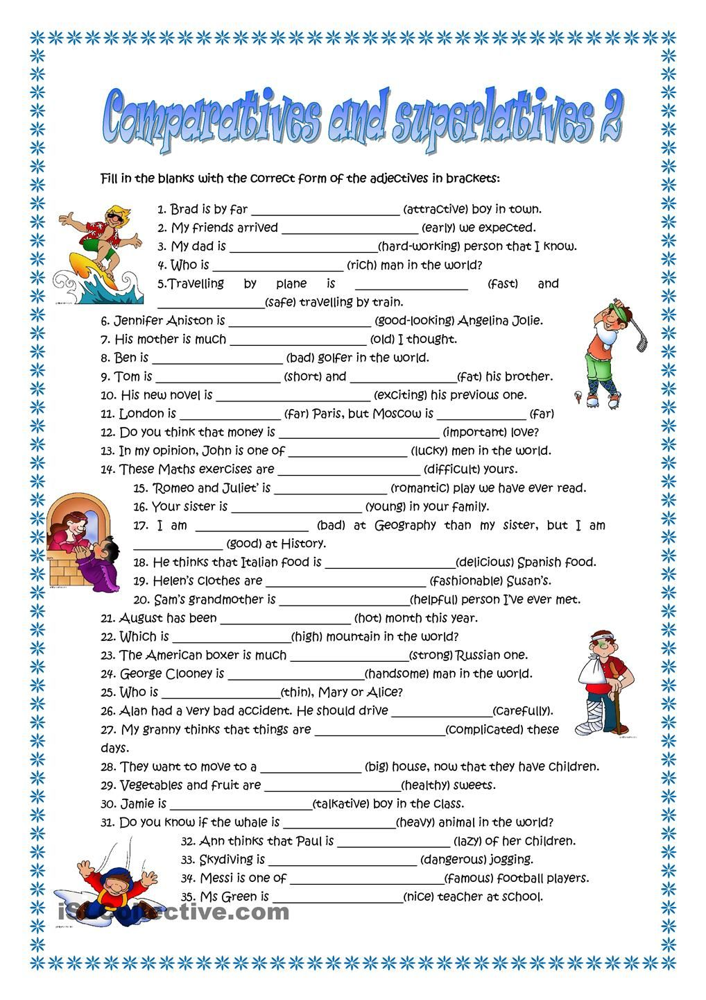 Comparatives and superlatives 2
Fill in the blanks with the correct form of the adjectives in brackets:
1. Brad is by far ______________________ (attractive) boy in town.
2. My friends arrived ____________________ (early) we expected.
3. My dad is ______________________(hard-working) person that I know.
4. Who is ___________________ (rich) man in the world?
5.Travelling by plane is _________________ (fast) and
________________(safe) travelling by train.
6. Jennifer Aniston is _____________________ (good-looking) Angelina Jolie.
7. His mother is much ____________________ (old) I thought.
8. Ben is ___________________ (bad) golfer in the world.
9. Tom is __________________ (short) and ________________(fat) his brother.
10. His new novel is _______________________ (exciting) his previous one.
11. London is _______________ (far) Paris, but Moscow is _____________ (far)
12. Do you think that money is ________________________ (important) love?
13. In my opinion, John is one of __________________ (lucky) men in the world.
14. These Maths exercises are _____________________ (difficult) yours.
15. 'Romeo and Juliet' is _________________ (romantic) play we have ever read.
16. Your sister is ____________________ (young) in your family.
17. I am _________________ (bad) at Geography than my sister, but I am
_____________ (good) at History.
18. He thinks that Italian food is ____________________(delicious) Spanish food.
19. Helen's clothes are ________________________ (fashionable) Susan's.
20. Sam's grandmother is ____________________(helpful) person I've ever met.
21. August has been ______________________ (hot) month this year.
22. Which is __________________(high) mountain in the world?
23. The American boxer is much __________________(strong) Russian one.
24. George Clooney is ____________________(handsome) man in the world.
25. Who is __________________(thin), Mary or Alice?
26. Alan had a very bad accident. He should drive _______________(carefully).
27. My granny thinks that things are ____________________(complicated) these
days.
28. They want to move to a _______________ (big) house, now that they have children.
29. Vegetables and fruit are ____________________(healthy) sweets.
30. Jamie is _____________________(talkative) boy in the class.
31. Do you know if the whale is _________________(heavy) animal in the world?
32. Ann thinks that Paul is _________________ (lazy) of her children.
33. Skydiving is ______________________ (dangerous) jogging.
34. Messi is one of _______________________(famous) football players.
35. Ms Green is ____________________(nice) teacher at school.
iSLCollective.com